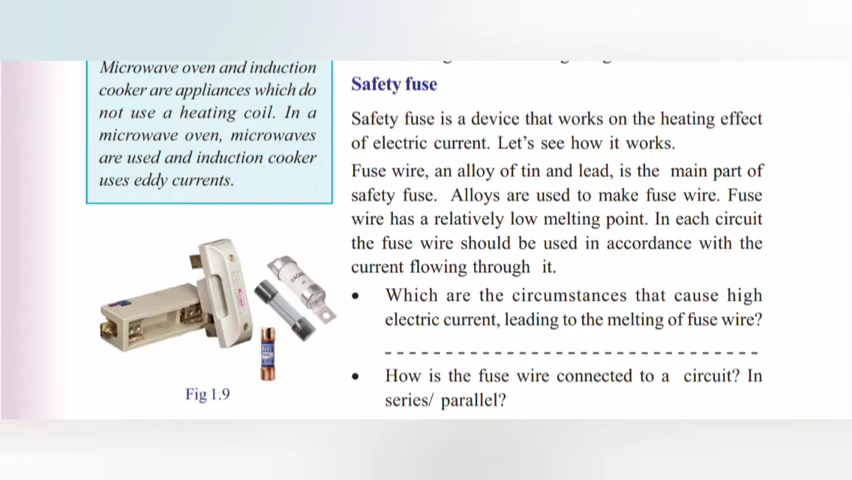 Microwave oven and induction
cooker are appliances which do
not use a heating coil. In a
microwave oven, microwaves
are used and induction cooker
uses eddy currents.
Fig 1.9
Safety fuse
Safety fuse is a device that works on the heating effect
of electric current. Let's see how it works.
Fuse wire, an alloy of tin and lead, is the main part of
safety fuse. Alloys are used to make fuse wire. Fuse
wire has a relatively low melting point. In each circuit
the fuse wire should be used in accordance with the
current flowing through it.
• Which are the circumstances that cause high
electric current, leading to the melting of fuse wire?
• How is the fuse wire connected to a circuit? In
series/ parallel?